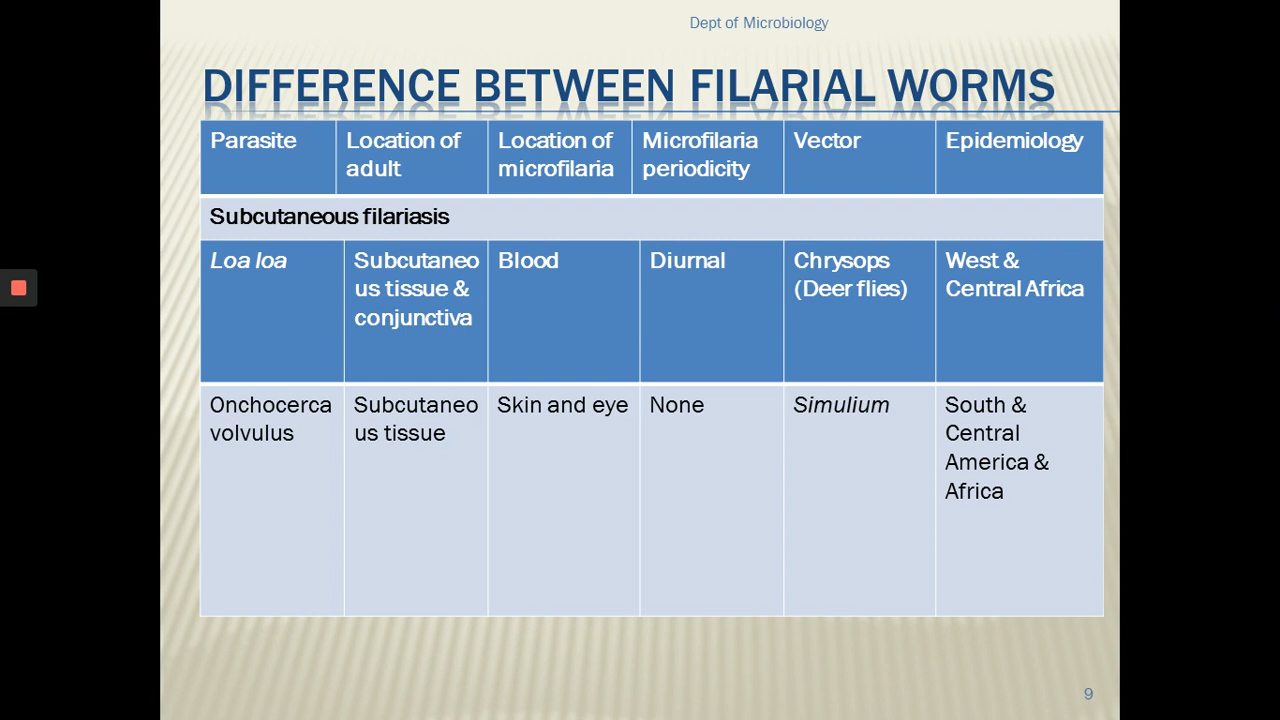 Dept of Microbiology
DIFFERENCE BETWEEN FILARIAL WORMS
Parasite
Location of
adult
Location of
microfilaria
Microfilaria
periodicity
Vector
Epidemiology
Subcutaneous filariasis
Loa loa
Subcutaneo
us tissue &
conjunctiva
Blood
Diurnal
Chrysops
(Deer flies)
West &
Central Africa
Onchocerca
volvulus
Subcutaneo
us tissue
Skin and eye
None
Simulium
South &
Central
America &
Africa
9